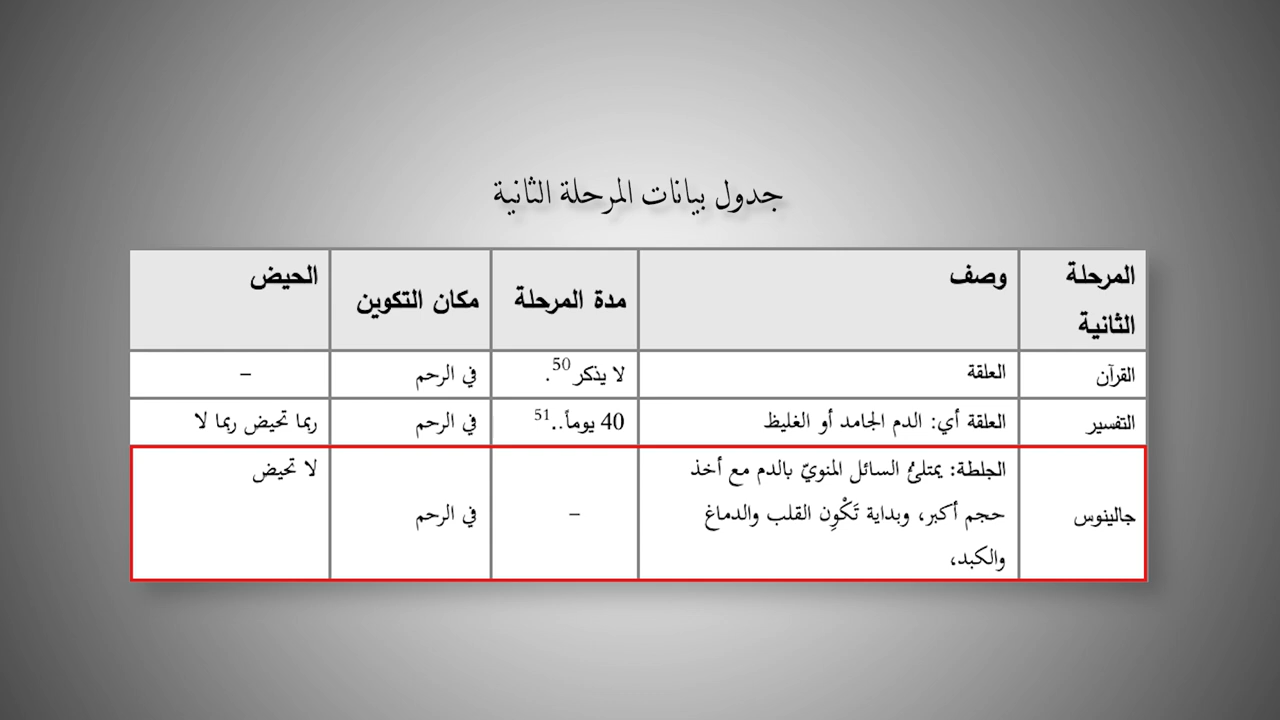 جدول بيانات المرحلة الثانية
المرحلة الثانية وصف مدة المرحلة مكان التكوين الحيض
القرآن العلقة لا يذكر50. في الرحم –
التفسير العلقة أي: الدم الجامد أو الغليظ 40 يوماً..51 في الرحم ربما تحيض ربما لا
جالينوس الجلطة: يمتلئُ السائل المنويّ بالدم مع أخذ
حجم أكبر، وبداية تَكْوِن القلب والدماغ
والكبد، – في الرحم لا تحيض